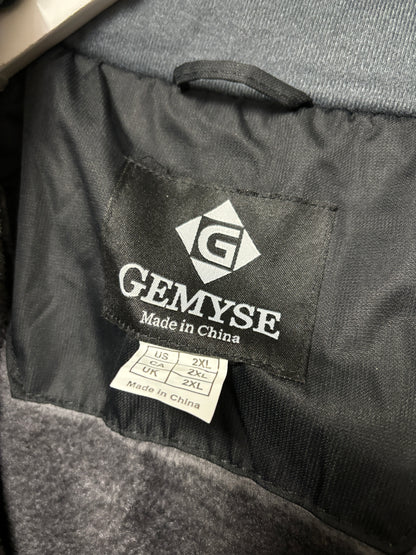 G
GEMYSE
Made in China
US 2XL
CA 2XL
UK 2XL
Made in China